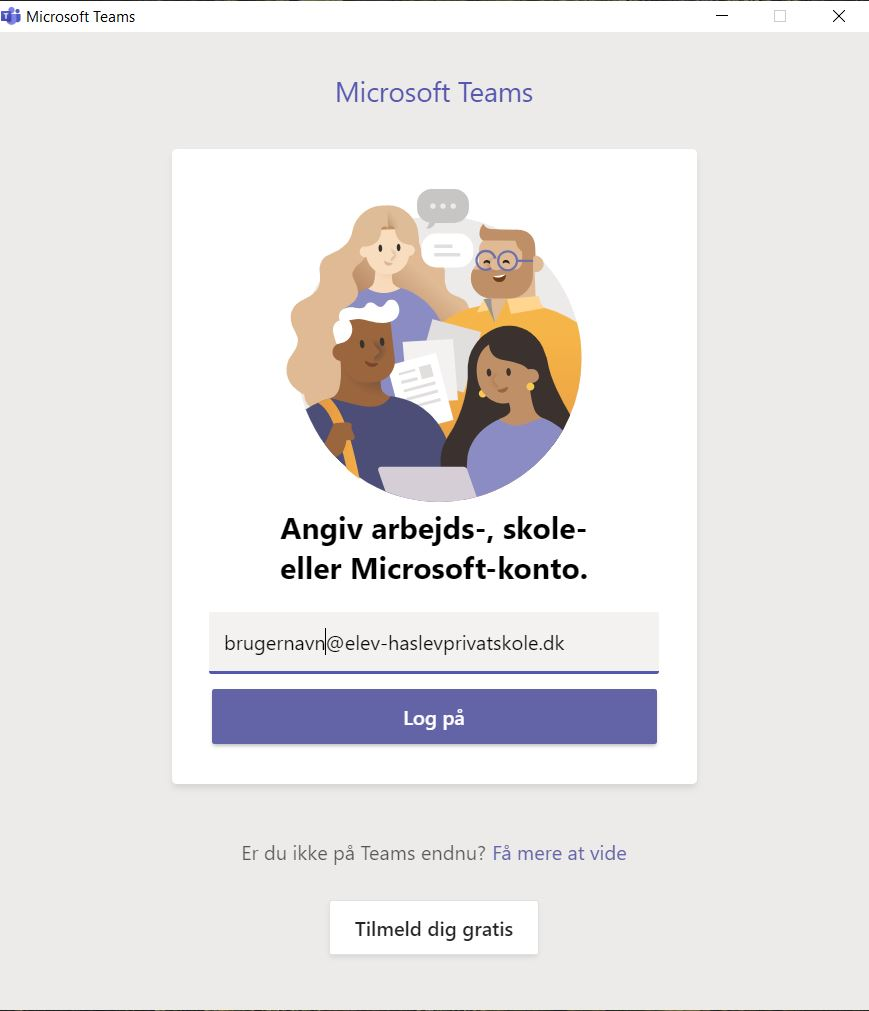 Microsoft Teams
Microsoft Teams
Angiv arbejds-, skole-
eller Microsoft-konto.
brugernavn@elev-haslevprivatskole.dk
Log på
Er du ikke på Teams endnu? Få mere at vide
Tilmeld dig gratis